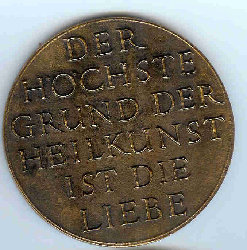 DER
HÖCHSTE
GRUND DER
HEILKUNST
IST DIE
LIEBE